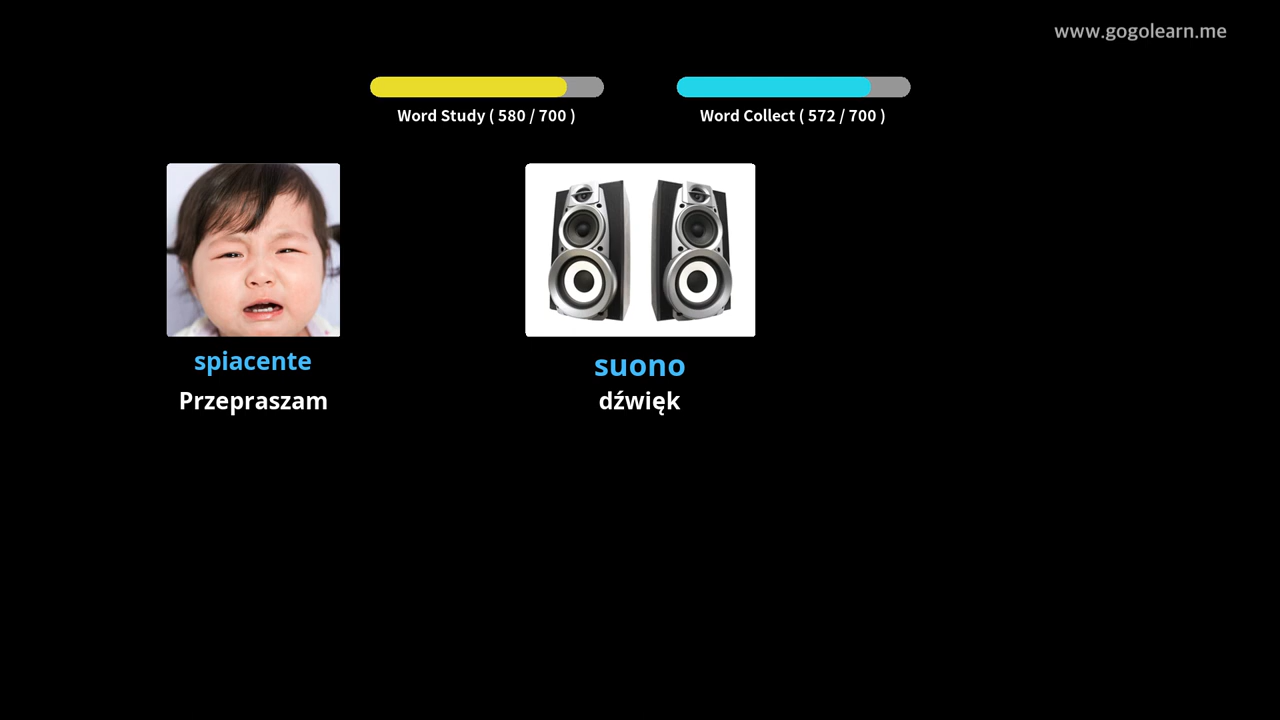 www.gogolearn.me
Word Study ( 580 / 700 )
Word Collect ( 572 / 700 )
spiacente
Przepraszam
suono
dźwięk